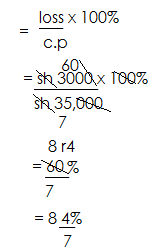 loss x 100%
=
c.p
60
= sh 3000 x 100%
sh 35,000
7
8 r4
= 60 %
7
= 8 4%
7